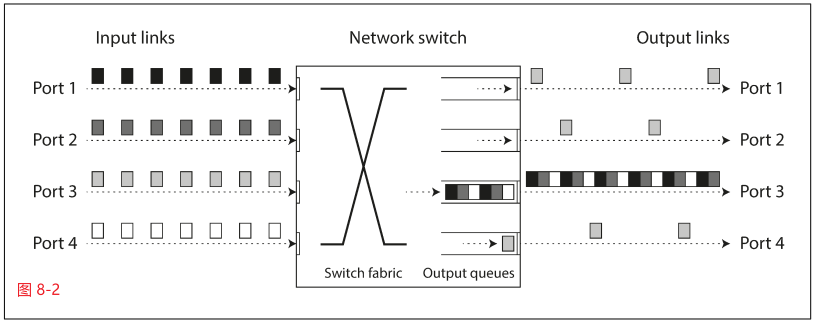 Input links
Network switch
Output links
Port 1
Port 1
Port 2
Port 2
Port 3
Port 3
Port 4
Port 4
Switch fabric
Output queues
图 8-2